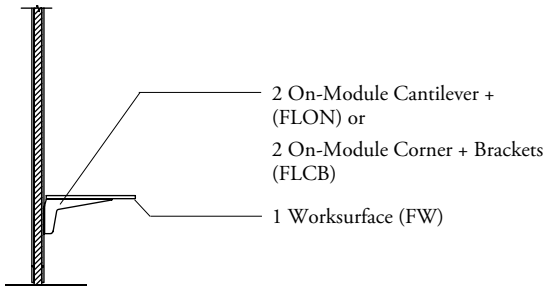 2 On-Module Cantilever +
(FLON) or
2 On-Module Corner + Brackets
(FLCB)
1 Worksurface (FW)